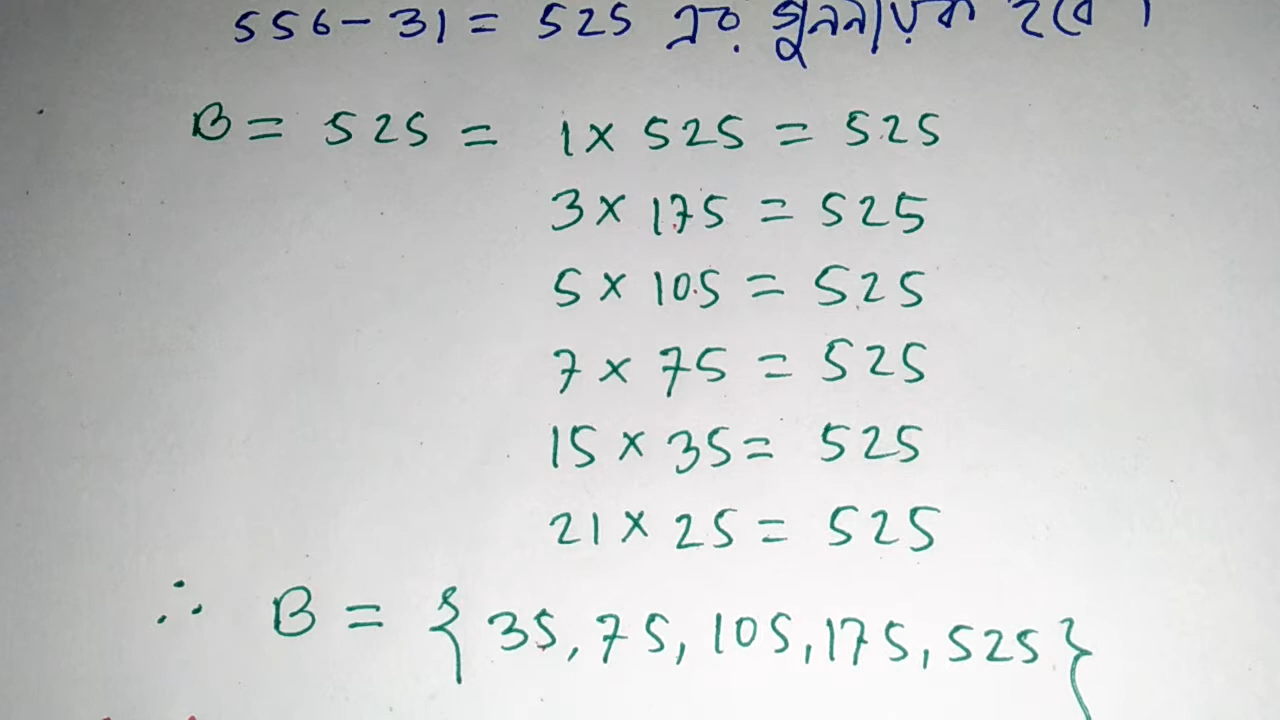 556 - 31 = 525 এর গুননীয়ক হবে ।
B = 525 = 1 × 525 = 525
3 × 175 = 525
5 × 105 = 525
7 × 75 = 525
15 × 35 = 525
21 × 25 = 525
∴ B = {35, 75, 105, 175, 525}